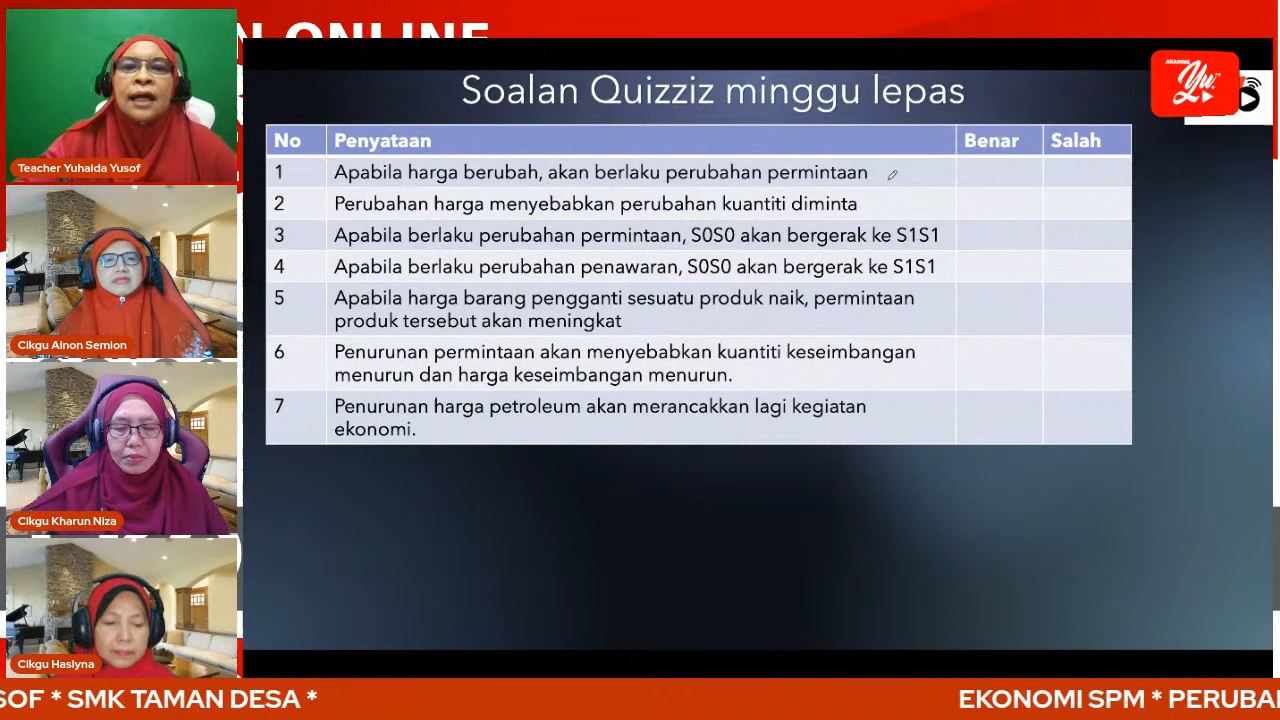 N ONLINE
Teacher Yuhaida Yusof
Cikgu Ainon Semion
Cikgu Kharun Niza
Cikgu Haslyna
Soalan Quizziz minggu lepas
No Penyataan Benar Salah
1 Apabila harga berubah, akan berlaku perubahan permintaan
2 Perubahan harga menyebabkan perubahan kuantiti diminta
3 Apabila berlaku perubahan permintaan, S0S0 akan bergerak ke S1S1
4 Apabila berlaku perubahan penawaran, S0S0 akan bergerak ke S1S1
5 Apabila harga barang pengganti sesuatu produk naik, permintaan
produk tersebut akan meningkat
6 Penurunan permintaan akan menyebabkan kuantiti keseimbangan
menurun dan harga keseimbangan menurun.
7 Penurunan harga petroleum akan merancakkan lagi kegiatan
ekonomi.
AKADEMI
Yu.
SOF * SMK TAMAN DESA * EKONOMI SPM * PERUBA